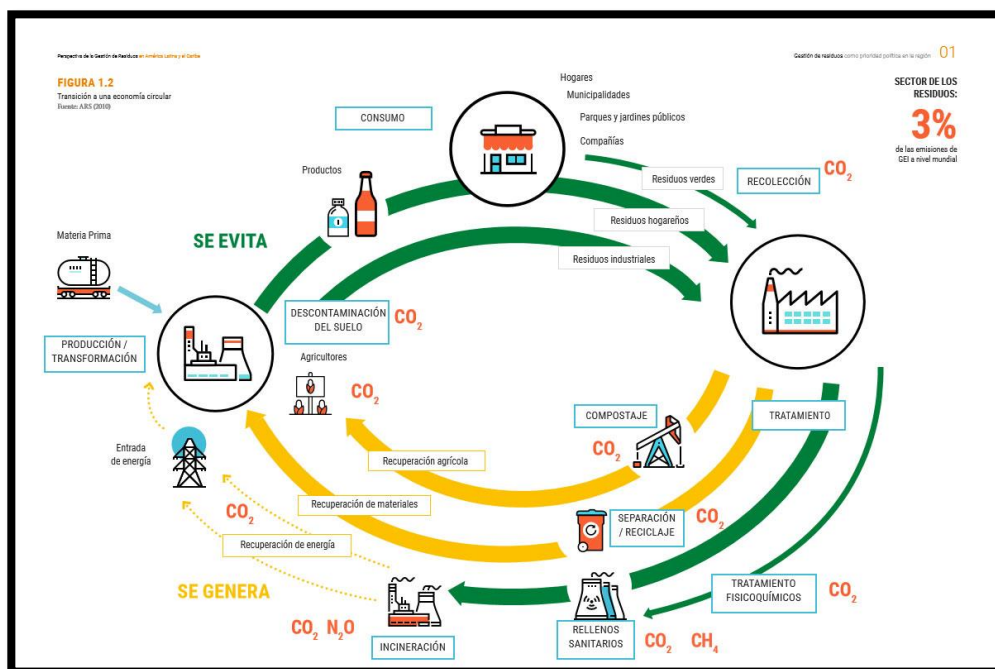 Perspectiva de la Gestión de Residuos en América Latina y el Caribe
Gestión de residuos como prioridad política en la región 01
FIGURA 1.2
Transición a una economía circular
Fuente: ARS (2010)
SECTOR DE LOS
RESIDUOS:
3%
de las emisiones de
GEI a nivel mundial
Hogares
Municipalidades
Parques y jardines públicos
Compañías
CONSUMO
Productos
Residuos verdes
RECOLECCIÓN
CO2
Residuos hogareños
Residuos industriales
Materia Prima
SE EVITA
DESCONTAMINACIÓN
DEL SUELO
CO2
PRODUCCIÓN /
TRANSFORMACIÓN
Agricultores
CO2
COMPOSTAJE
CO2
TRATAMIENTO
Entrada
de energía
Recuperación agrícola
Recuperación de materiales
CO2
Recuperación de energía
SEPARACIÓN
/ RECICLAJE
CO2
SE GENERA
TRATAMIENTO
FISICOQUÍMICOS
CO2
CO2 N2O
INCINERACIÓN
RELLENOS
SANITARIOS
CO2 CH4